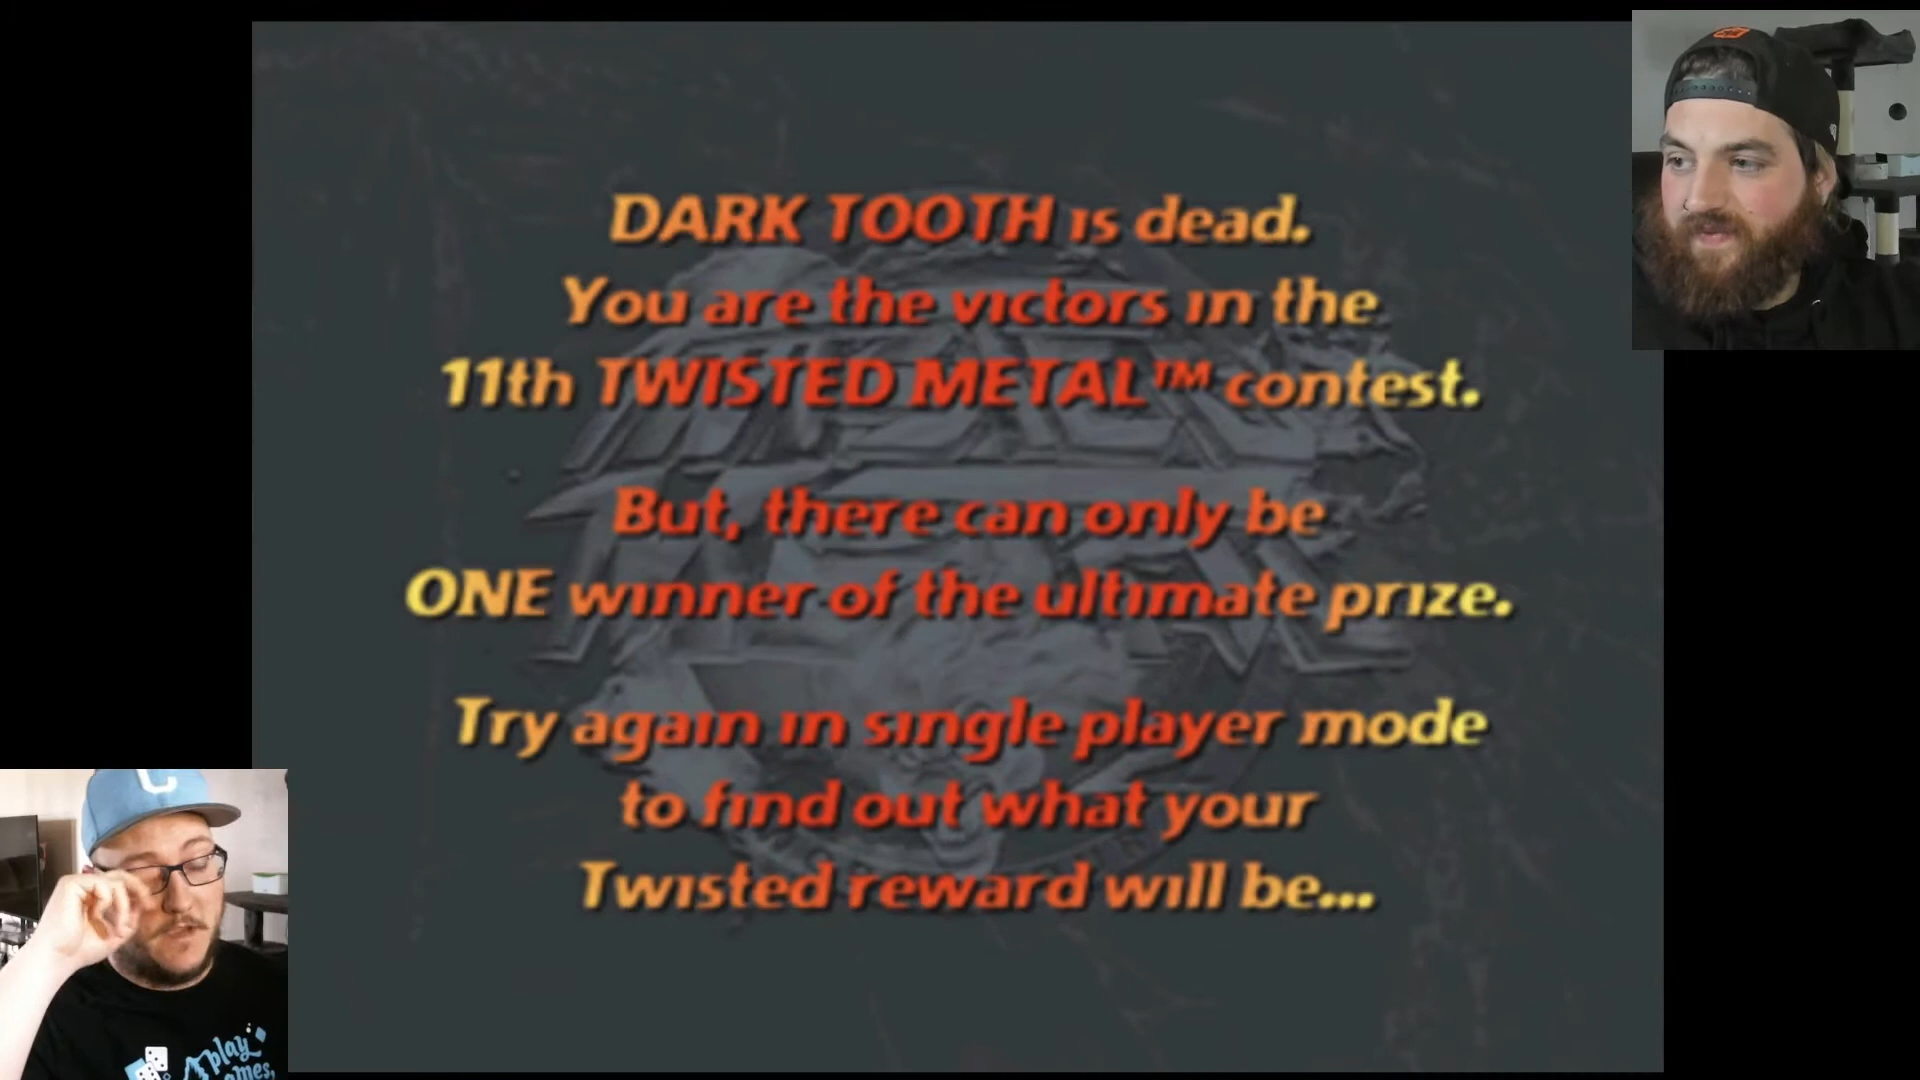 DARK TOOTH is dead.
You are the victors in the
11th TWISTED METAL™ contest.
But, there can only be
ONE winner of the ultimate prize.
Try again in single player mode
to find out what your
Twisted reward will be...
C
play